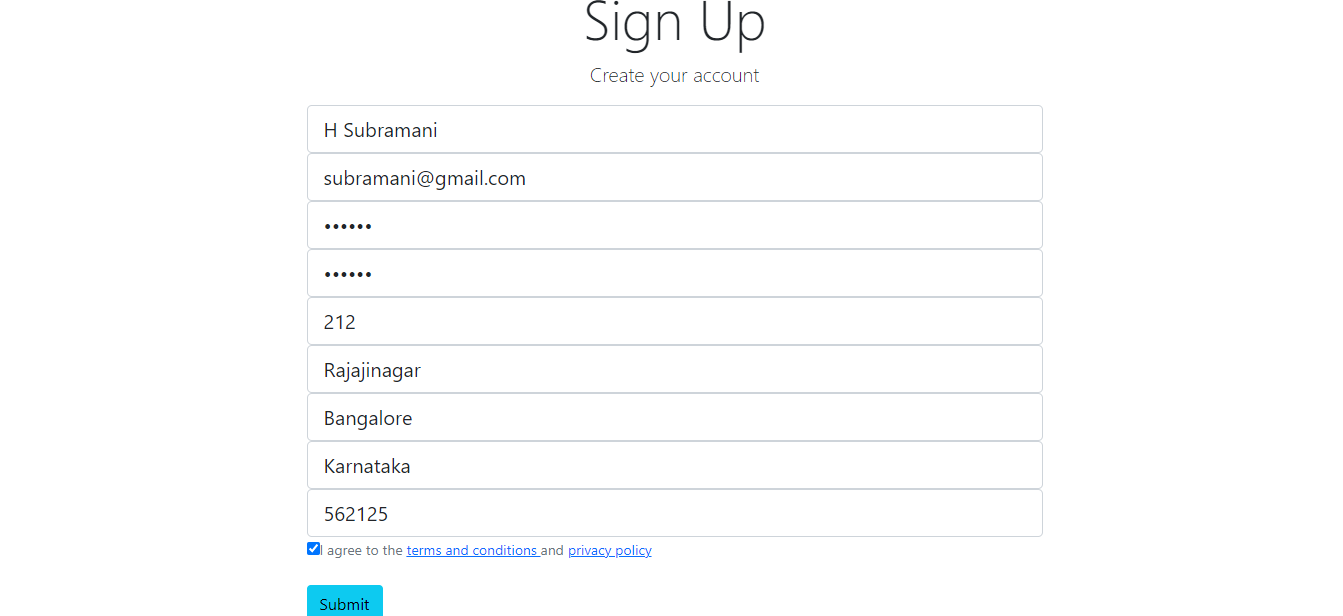 Sign Up
Create your account
H Subramani
subramani@gmail.com
••••••
••••••
212
Rajajinagar
Bangalore
Karnataka
562125
I agree to the terms and conditions and privacy policy
Submit